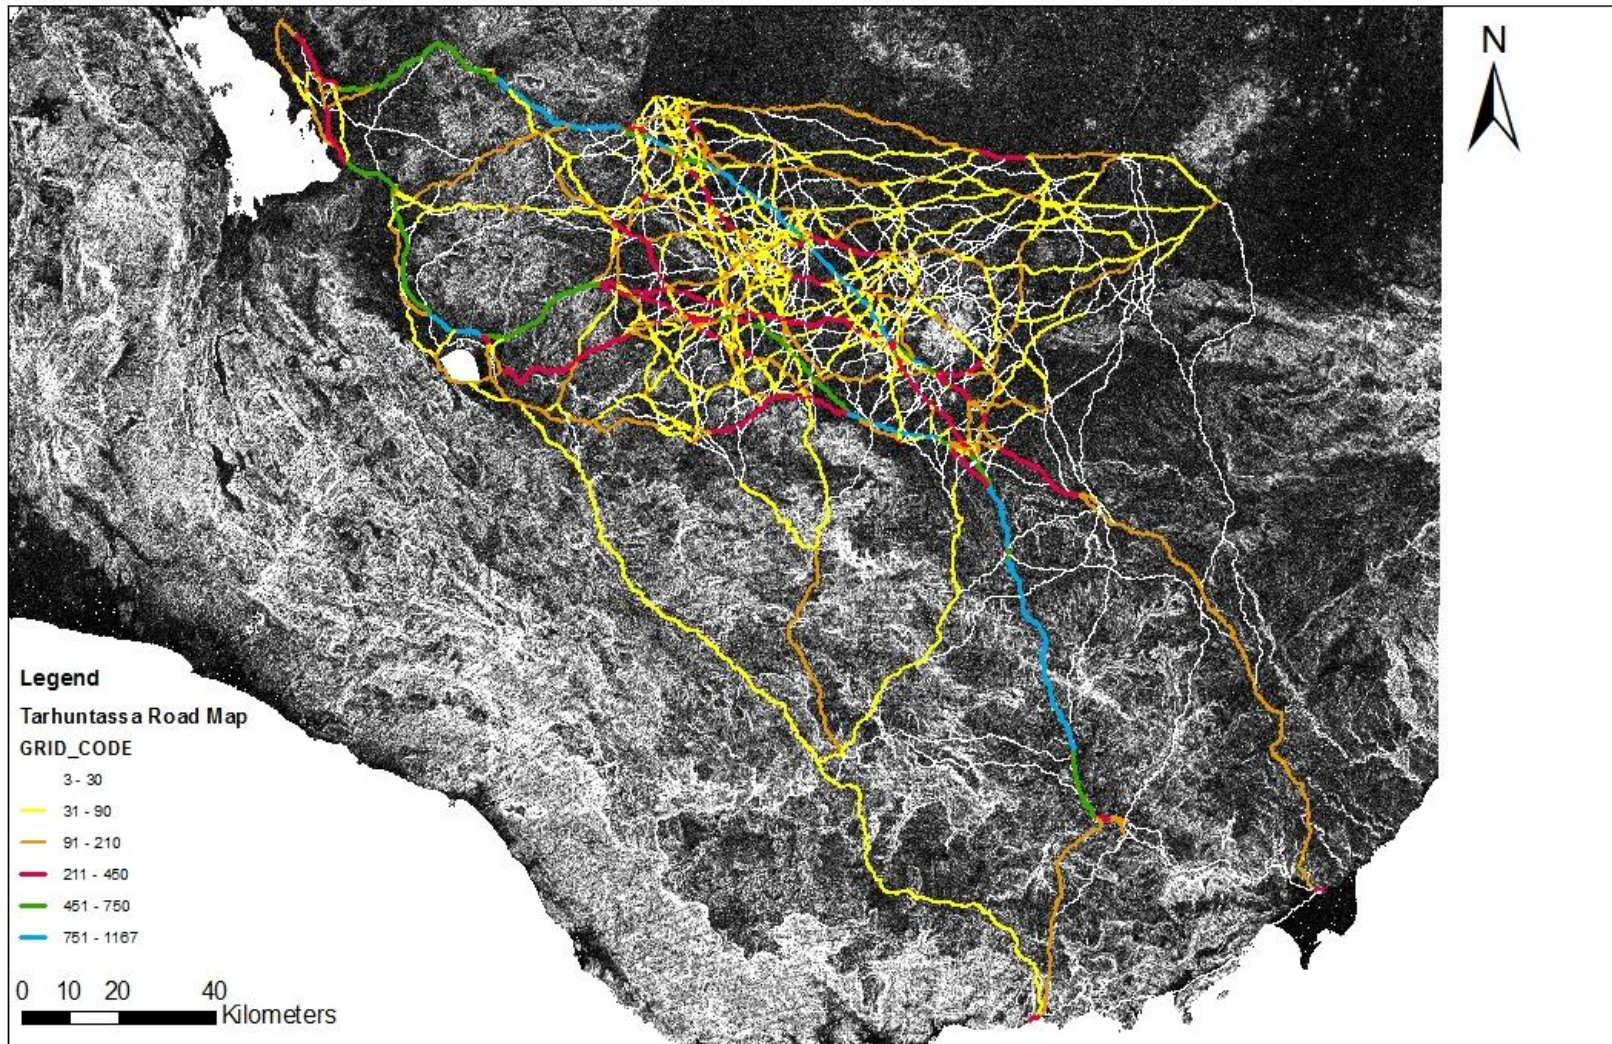 N
Legend
Tarhuntassa Road Map
GRID_CODE
3 - 30
31 - 90
91 - 210
211 - 450
451 - 750
751 - 1167
0 10 20 40
Kilometers